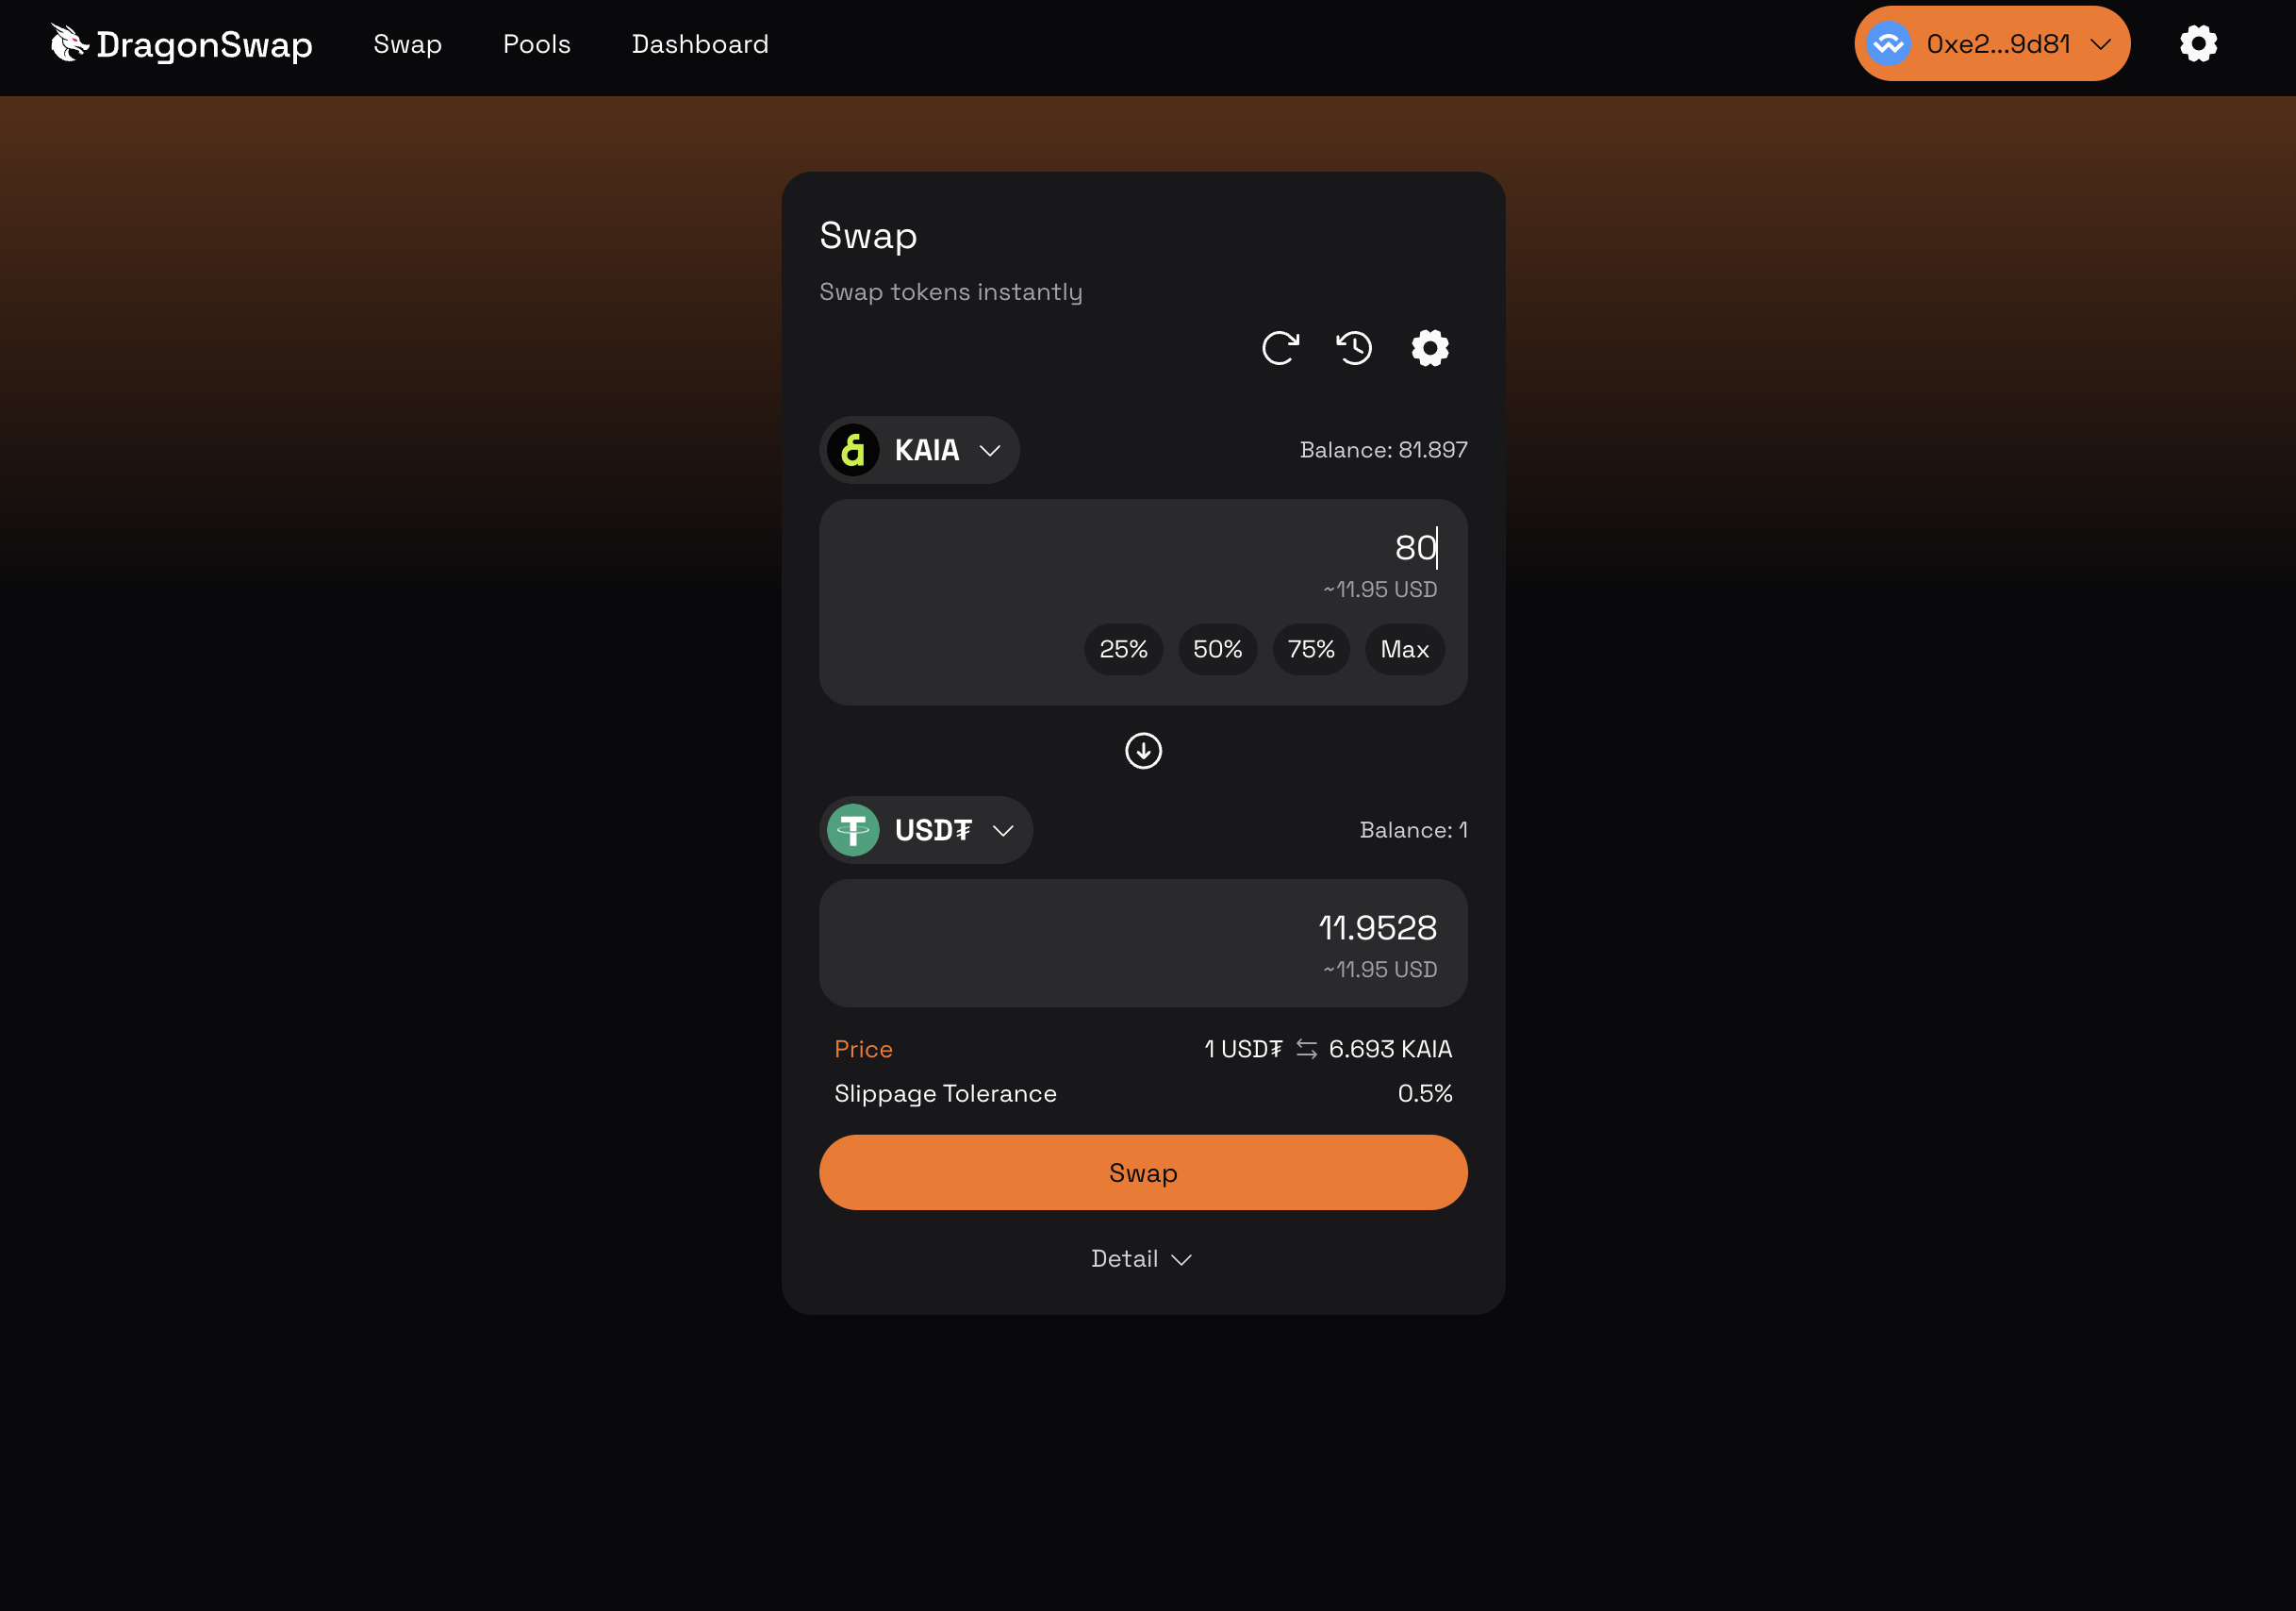 DragonSwap Swap Pools Dashboard 0xe2...9d81
Swap
Swap tokens instantly
KAIA Balance: 81.897
80
~11.95 USD
25% 50% 75% Max
USD₮ Balance: 1
11.9528
~11.95 USD
Price 1 USD₮ ⇆ 6.693 KAIA
Slippage Tolerance 0.5%
Swap
Detail